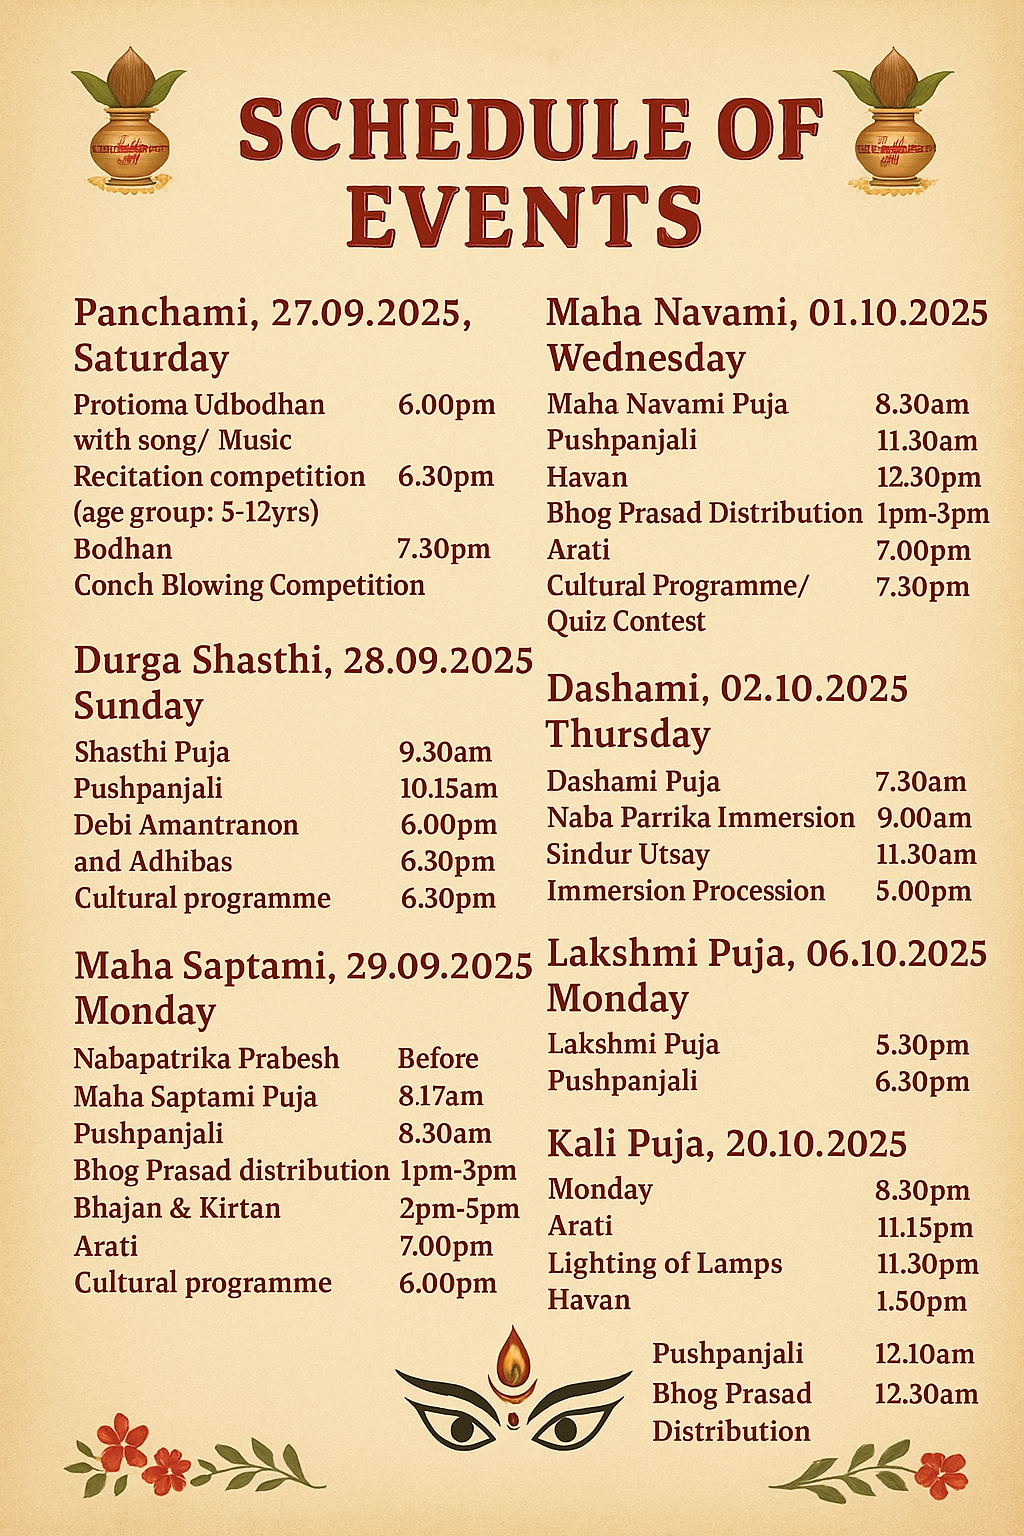 SCHEDULE OF
EVENTS
Panchami, 27.09.2025,
Saturday
Protioma Udbodhan 6.00pm
with song/ Music
Recitation competition 6.30pm
(age group: 5-12yrs)
Bodhan 7.30pm
Conch Blowing Competition
Durga Shasthi, 28.09.2025
Sunday
Shasthi Puja 9.30am
Pushpanjali 10.15am
Debi Amantranon 6.00pm
and Adhibas 6.30pm
Cultural programme 6.30pm
Maha Saptami, 29.09.2025
Monday
Nabapatrika Prabesh Before
Maha Saptami Puja 8.17am
Pushpanjali 8.30am
Bhog Prasad distribution 1pm-3pm
Bhajan & Kirtan 2pm-5pm
Arati 7.00pm
Cultural programme 6.00pm
Maha Navami, 01.10.2025
Wednesday
Maha Navami Puja 8.30am
Pushpanjali 11.30am
Havan 12.30pm
Bhog Prasad Distribution 1pm-3pm
Arati 7.00pm
Cultural Programme/ 7.30pm
Quiz Contest
Dashami, 02.10.2025
Thursday
Dashami Puja 7.30am
Naba Parrika Immersion 9.00am
Sindur Utsay 11.30am
Immersion Procession 5.00pm
Lakshmi Puja, 06.10.2025
Monday
Lakshmi Puja 5.30pm
Pushpanjali 6.30pm
Kali Puja, 20.10.2025
Monday 8.30pm
Arati 11.15pm
Lighting of Lamps 11.30pm
Havan 1.50pm
Pushpanjali 12.10am
Bhog Prasad 12.30am
Distribution